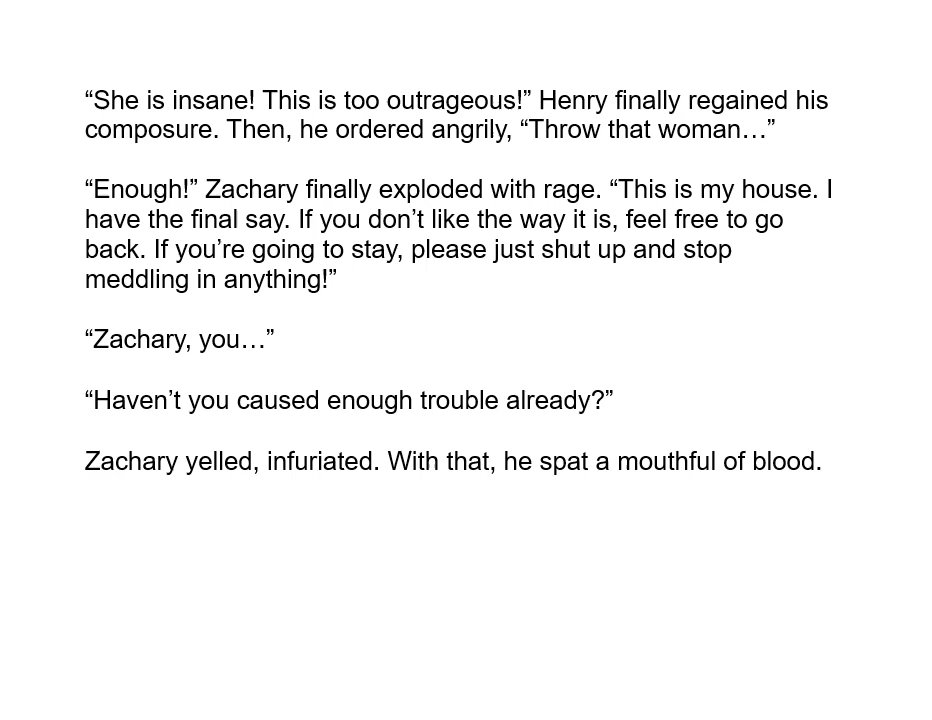 “She is insane! This is too outrageous!” Henry finally regained his
composure. Then, he ordered angrily, “Throw that woman…”
“Enough!” Zachary finally exploded with rage. “This is my house. I
have the final say. If you don’t like the way it is, feel free to go
back. If you’re going to stay, please just shut up and stop
meddling in anything!”
“Zachary, you…”
“Haven’t you caused enough trouble already?”
Zachary yelled, infuriated. With that, he spat a mouthful of blood.